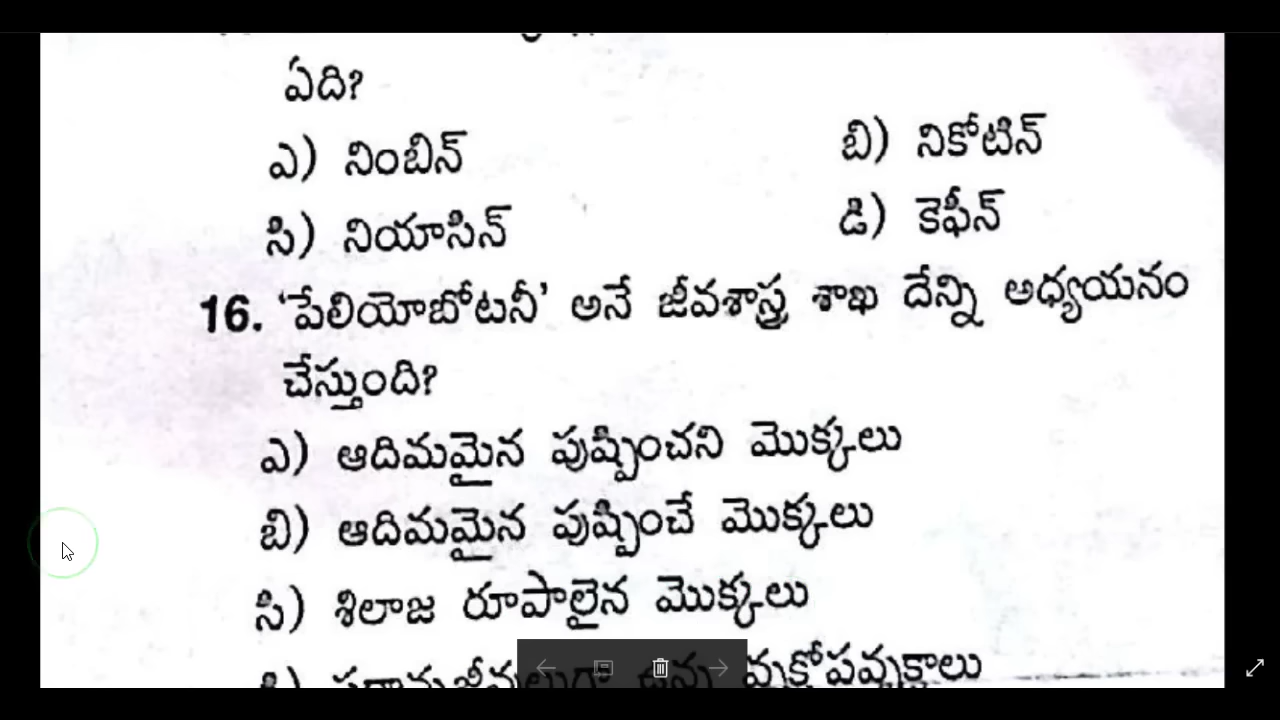 ఏది?
ఎ) నింబిన్ బి) నికోటిన్
సి) నియాసిన్ డి) కెఫీన్
16. ‘పేలియోబోటనీ’ అనే జీవశాస్త్ర శాఖ దేన్ని అధ్యయనం
చేస్తుంది?
ఎ) ఆదిమమైన పుష్పించని మొక్కలు
బి) ఆదిమమైన పుష్పించే మొక్కలు
సి) శిలాజ రూపాలైన మొక్కలు